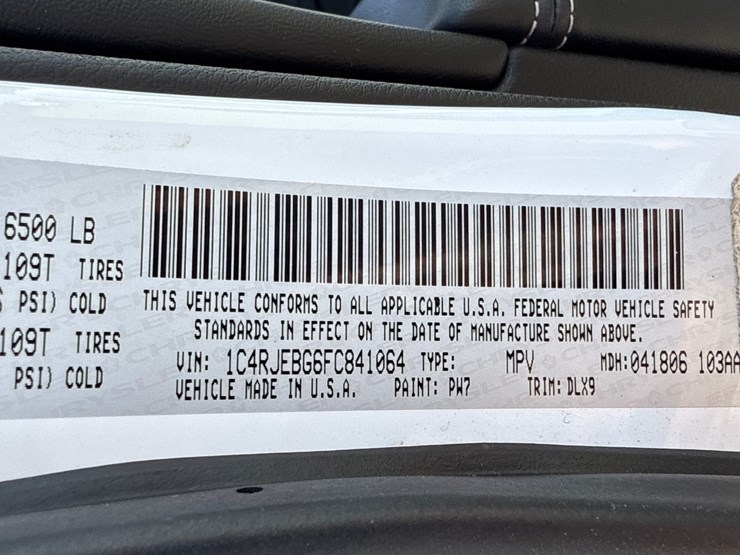 6500 LB
109T TIRES
PSI) COLD
109T TIRES
PSI) COLD
THIS VEHICLE CONFORMS TO ALL APPLICABLE U.S.A. FEDERAL MOTOR VEHICLE SAFETY
STANDARDS IN EFFECT ON THE DATE OF MANUFACTURE SHOWN ABOVE.
VIN: 1C4RJEBG6FC841064 TYPE: MPV MDH:041806 103AA
VEHICLE MADE IN U.S.A. PAINT: PW7 TRIM: DLX9